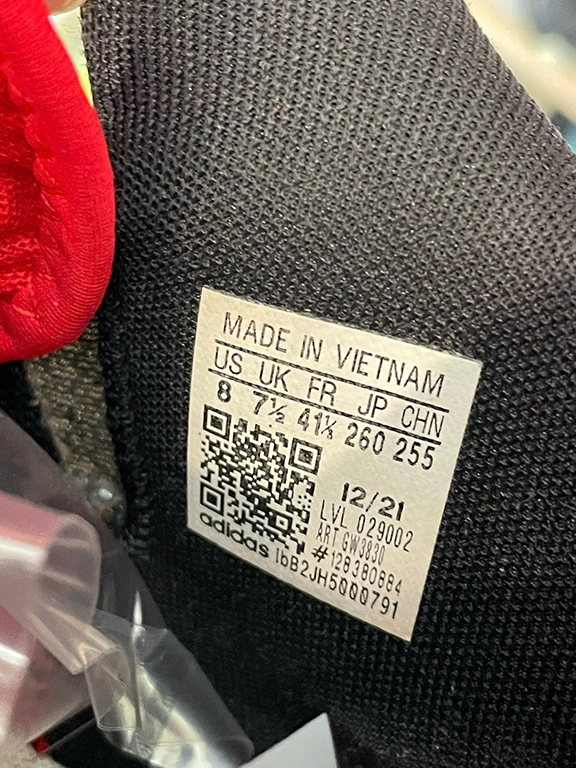 MADE IN VIETNAM
US UK FR JP CHN
8 7½ 41⅓ 260 255
12/21
LVL 029002
ART GW3830
#128380884
adidas IbB2JH5000791